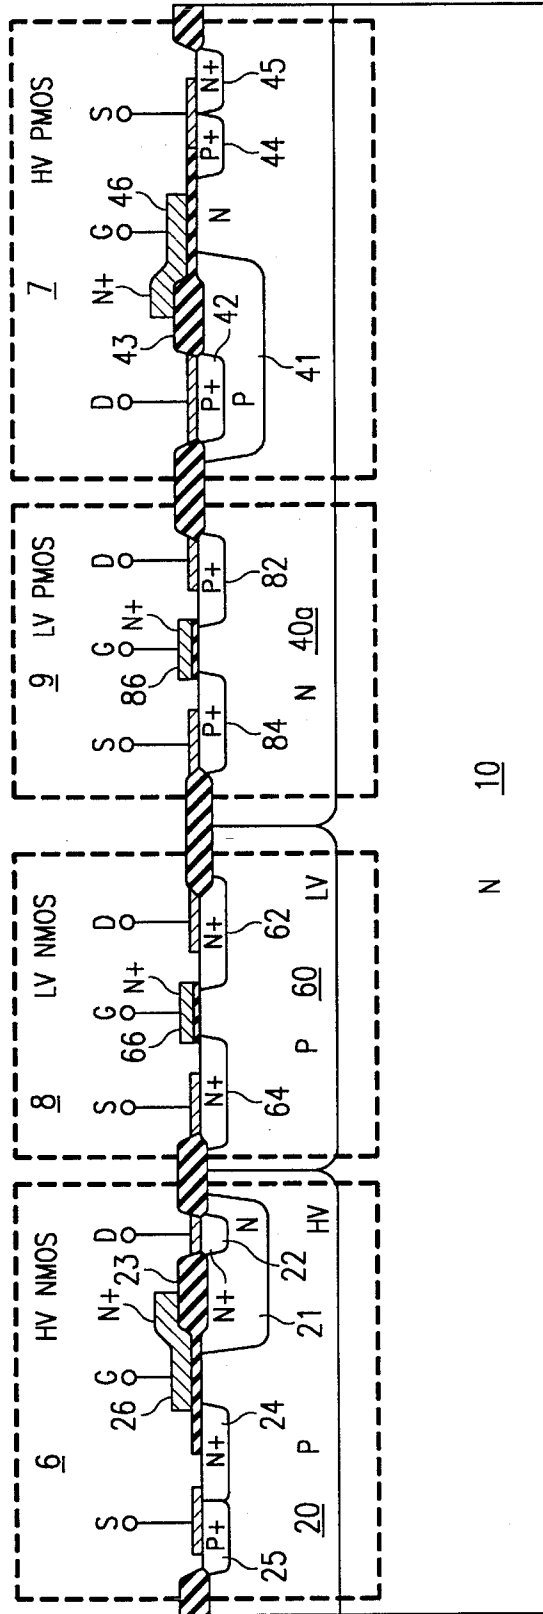 HV NMOS
LV NMOS
LV PMOS
HV PMOS
6
8
9
7
S
G
N+
D
S
G
N+
D
S
G
N+
D
D
N+
G
S
26
23
66
86
43
46
P+
N+
N+
N
N+
N+
P+
P+
P+
P
N
P+
N+
25
24
21
22
64
62
84
82
42
41
44
45
20
P
HV
P
60
LV
N
40a
N
10